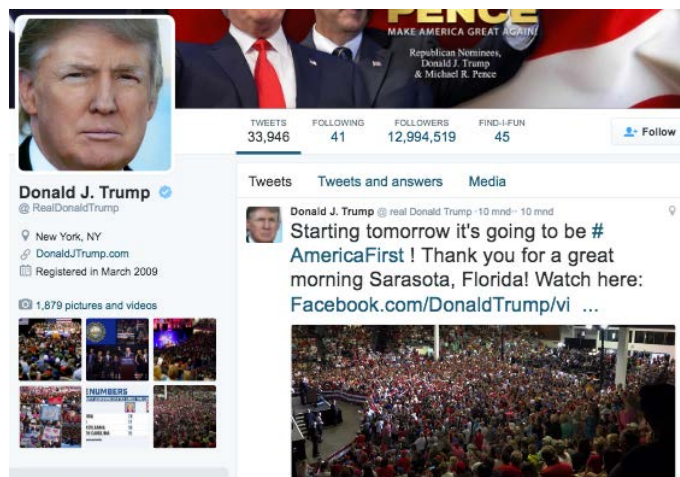 PENCE
MAKE AMERICA GREAT AGAIN!
Republican Nominees,
Donald J. Trump
& Michael R. Pence
TWEETS FOLLOWING FOLLOWERS FIND-I-FUN
33,946 41 12,994,519 45
Follow
Donald J. Trump
@ RealDonaldTrump
New York, NY
DonaldJTrump.com
Registered in March 2009
1,879 pictures and videos
ENUMBERS
Tweets Tweets and answers Media
Donald J. Trump @ real Donald Trump ·10 mnd·· 10 mnd
Starting tomorrow it's going to be #
AmericaFirst ! Thank you for a great
morning Sarasota, Florida! Watch here:
Facebook.com/DonaldTrump/vi ...